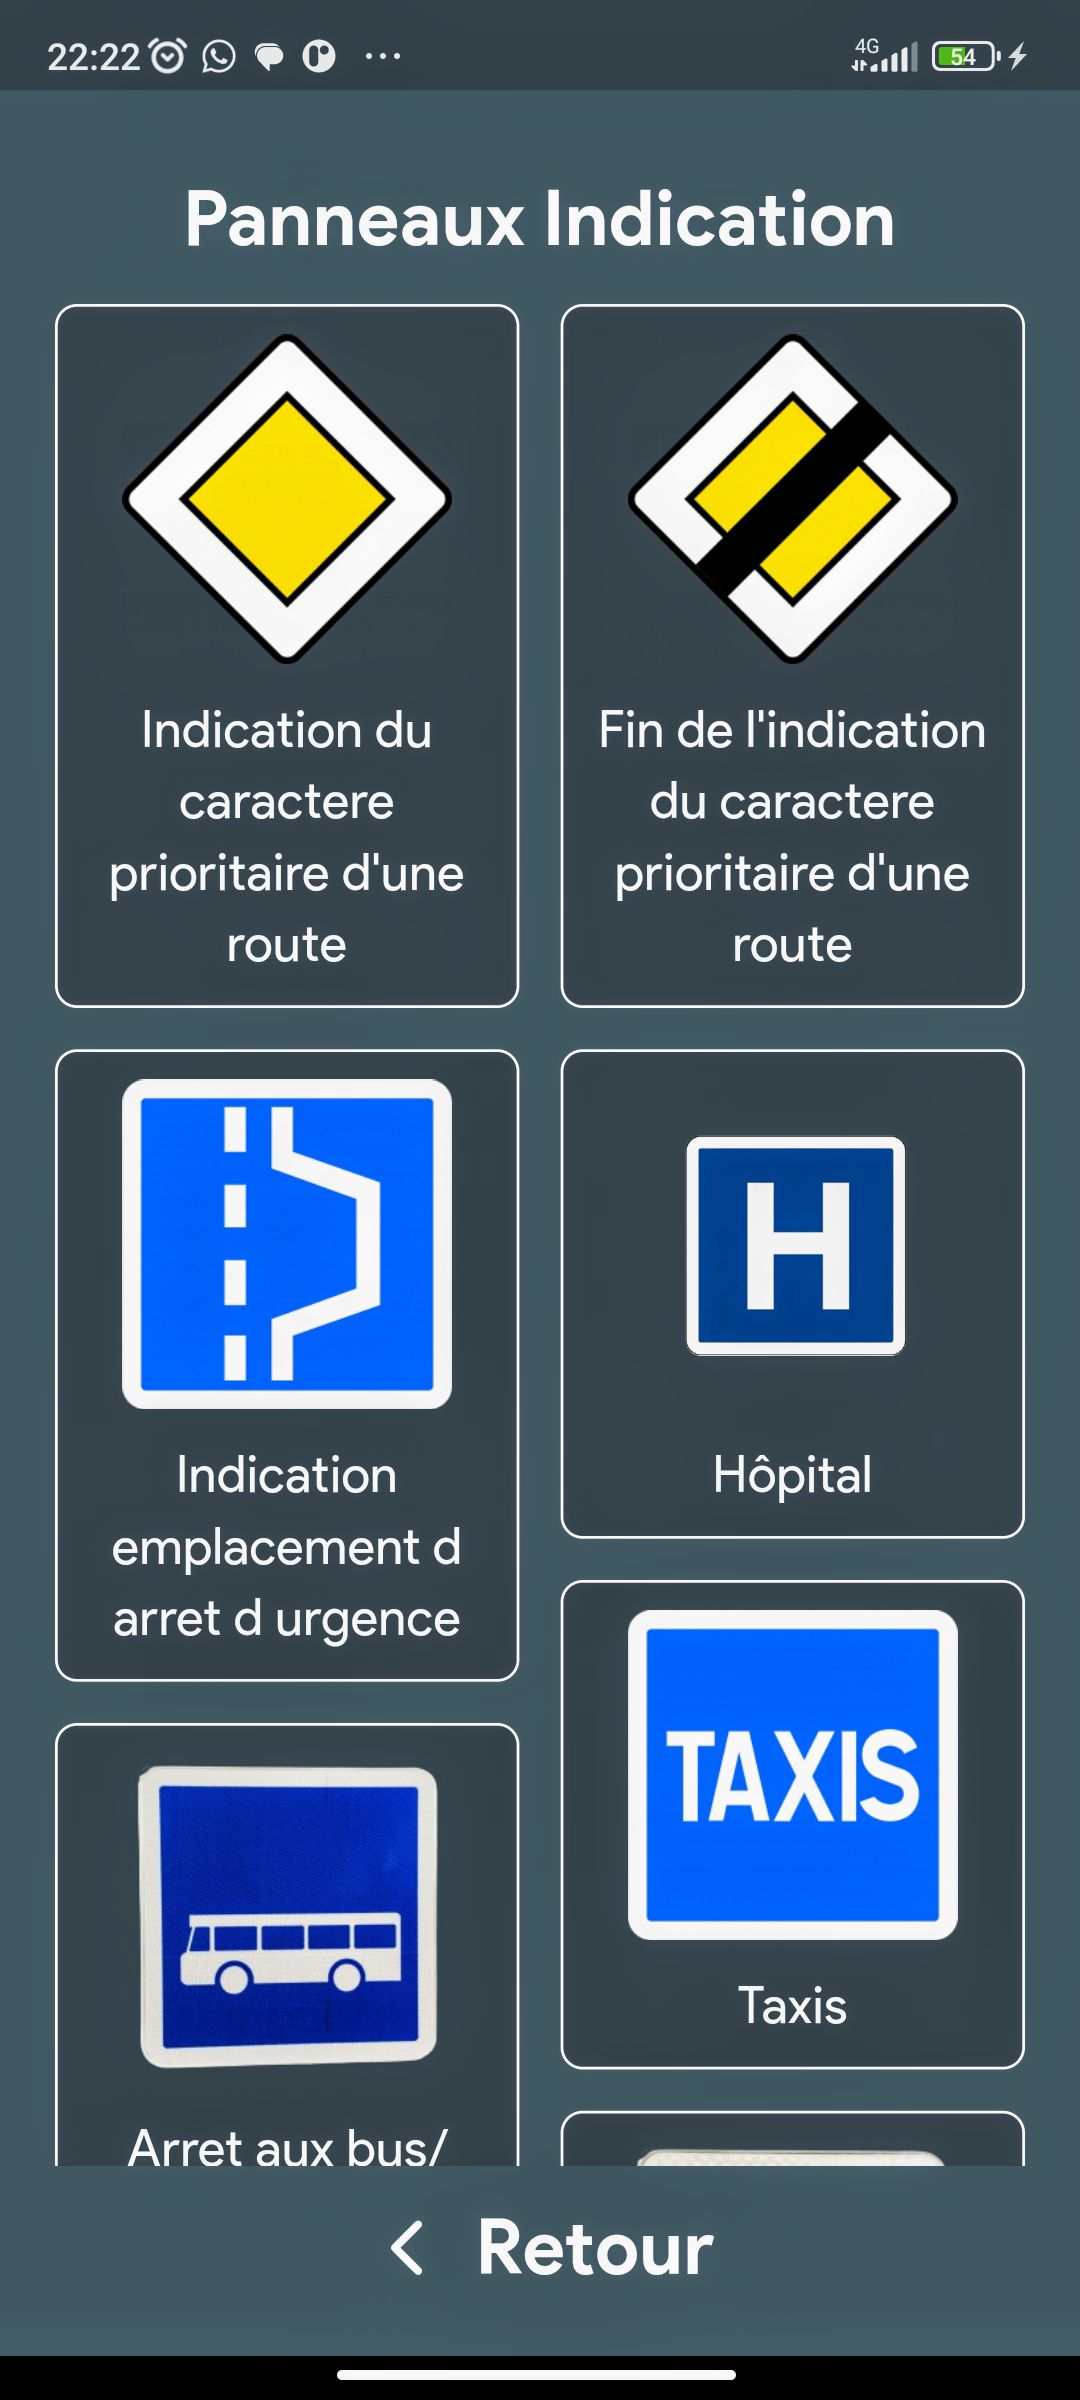 22:22
4G
54
Panneaux Indication
Indication du
caractere
prioritaire d'une
route
Fin de l'indication
du caractere
prioritaire d'une
route
Indication
emplacement d
arret d urgence
H
Hôpital
TAXIS
Taxis
Arret aux bus/
Retour